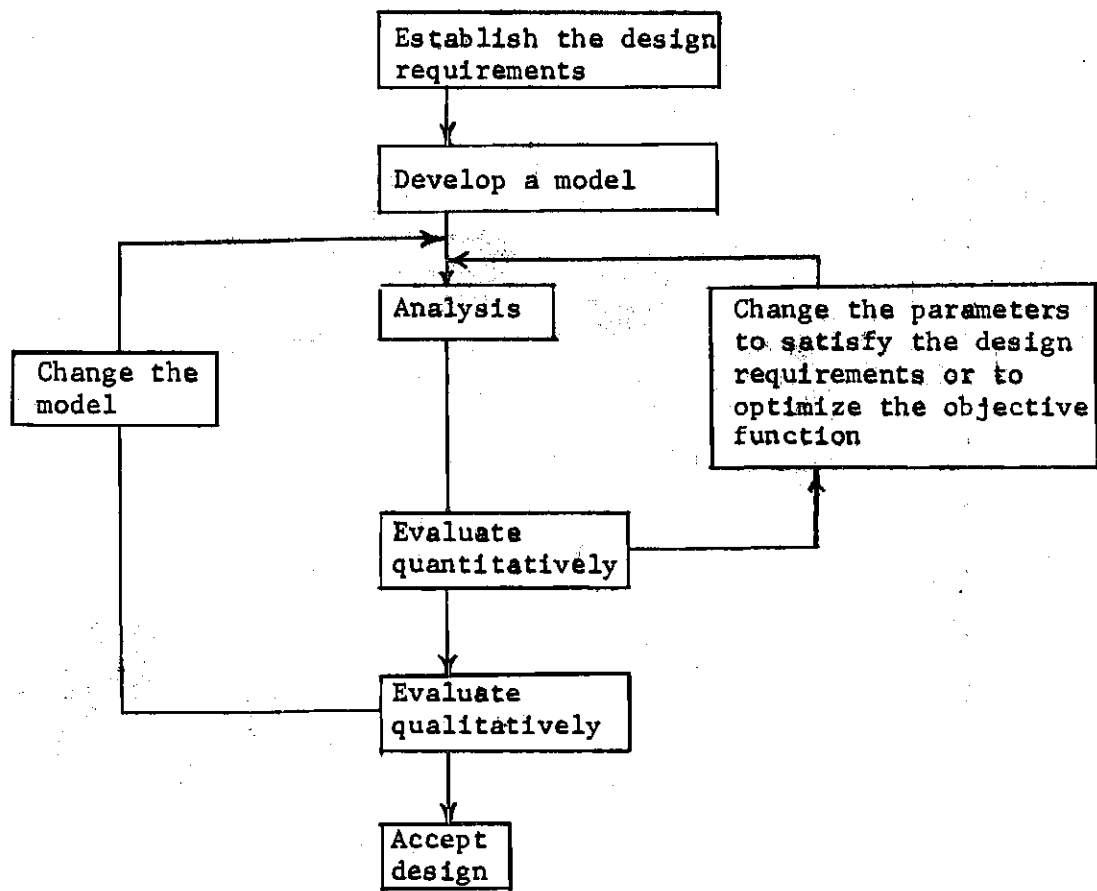 Establish the design
requirements
Develop a model
Analysis
Change the parameters
to satisfy the design
requirements or to
optimize the objective
function
Change the
model
Evaluate
quantitatively
Evaluate
qualitatively
Accept
design